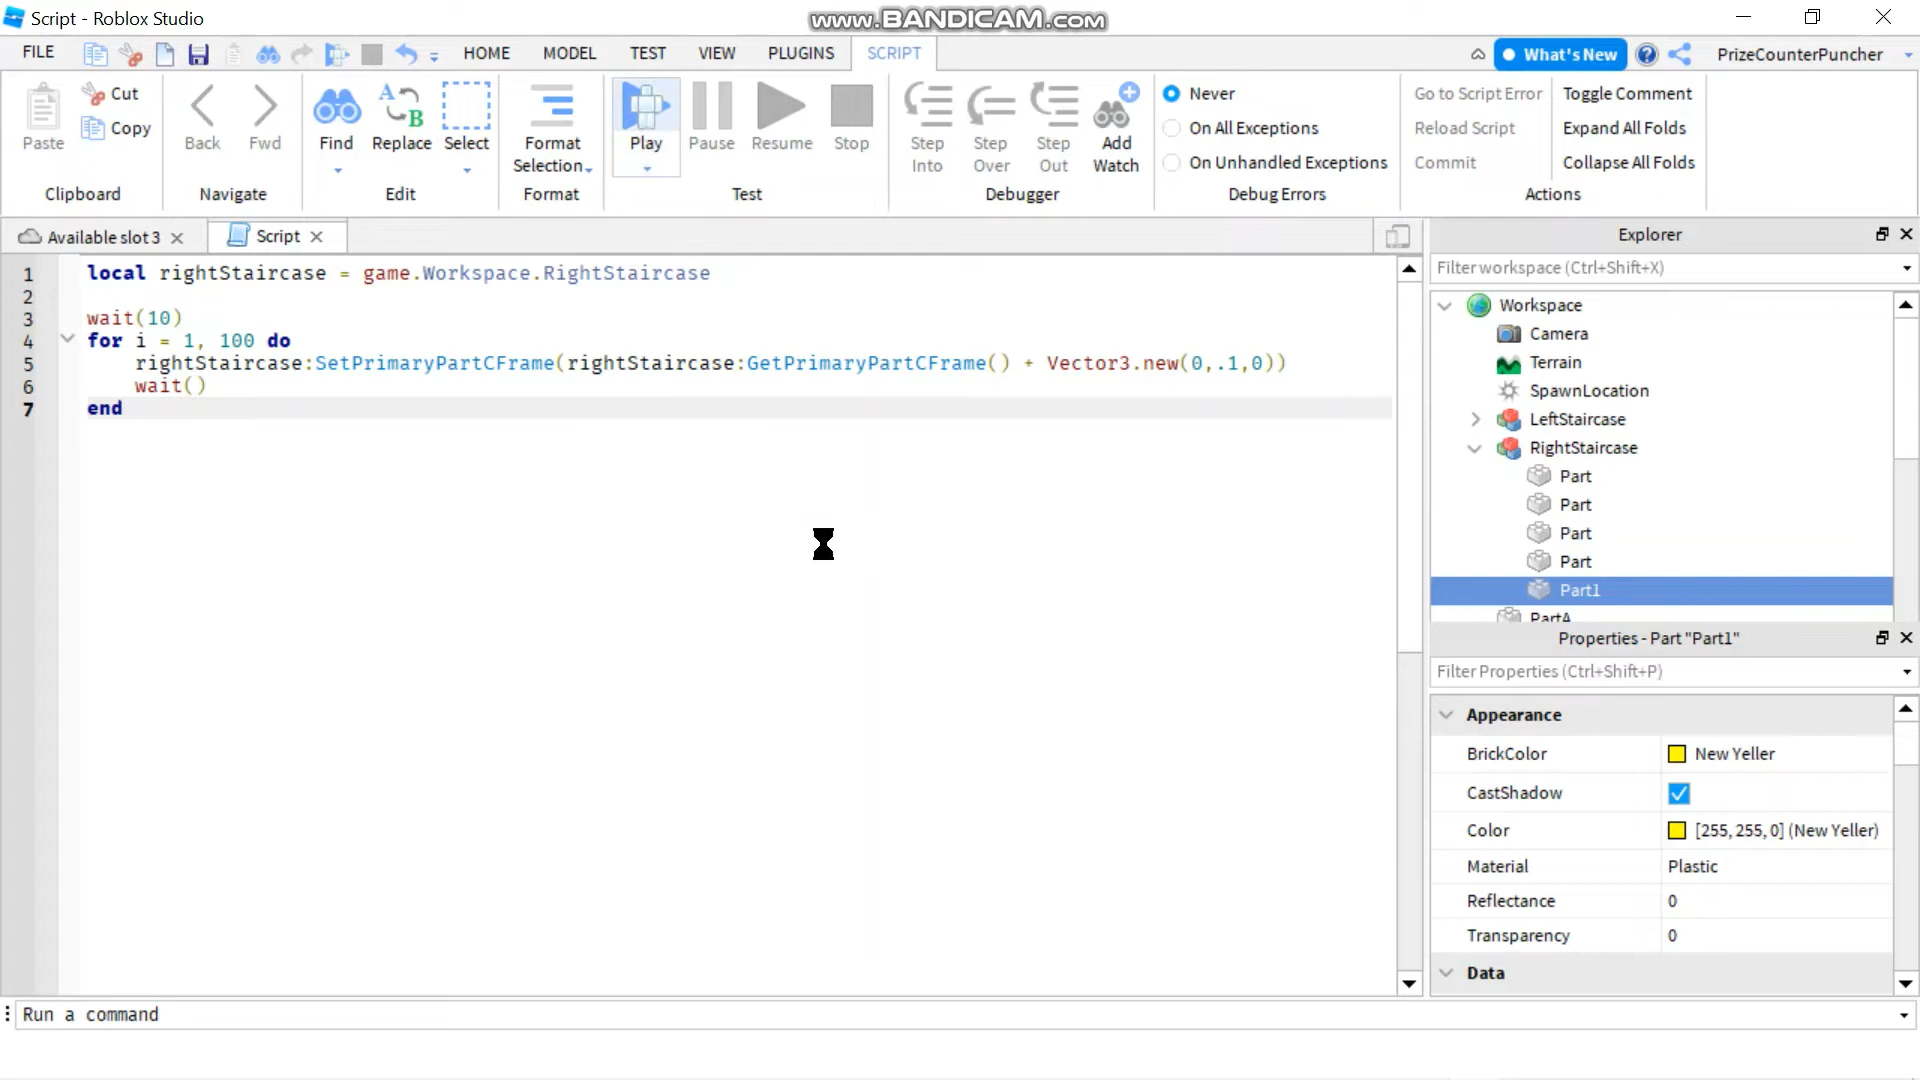 Script - Roblox Studio
www.BANDICAM.com
FILE
HOME
MODEL
TEST
VIEW
PLUGINS
SCRIPT
What's New
?
PrizeCounterPuncher
Paste
Cut
Copy
Clipboard
Back
Fwd
Navigate
Find
A
B
Replace
Select
Edit
Format
Selection
Format
Play
Pause
Resume
Stop
Test
Step
Into
Step
Over
Step
Out
Add
Watch
Debugger
Never
On All Exceptions
On Unhandled Exceptions
Debug Errors
Go to Script Error
Reload Script
Commit
Toggle Comment
Expand All Folds
Collapse All Folds
Actions
Available slot 3
Script
1 local rightStaircase = game.Workspace.RightStaircase
2
3 wait(10)
4 for i = 1, 100 do
5 rightStaircase:SetPrimaryPartCFrame(rightStaircase:GetPrimaryPartCFrame() + Vector3.new(0,.1,0))
6 wait()
7 end
Explorer
Filter workspace (Ctrl+Shift+X)
Workspace
Camera
Terrain
SpawnLocation
LeftStaircase
RightStaircase
Part
Part
Part
Part
Part1
PartA
Properties - Part "Part1"
Filter Properties (Ctrl+Shift+P)
Appearance
BrickColor New Yeller
CastShadow
Color [255, 255, 0] (New Yeller)
Material Plastic
Reflectance 0
Transparency 0
Data
Run a command